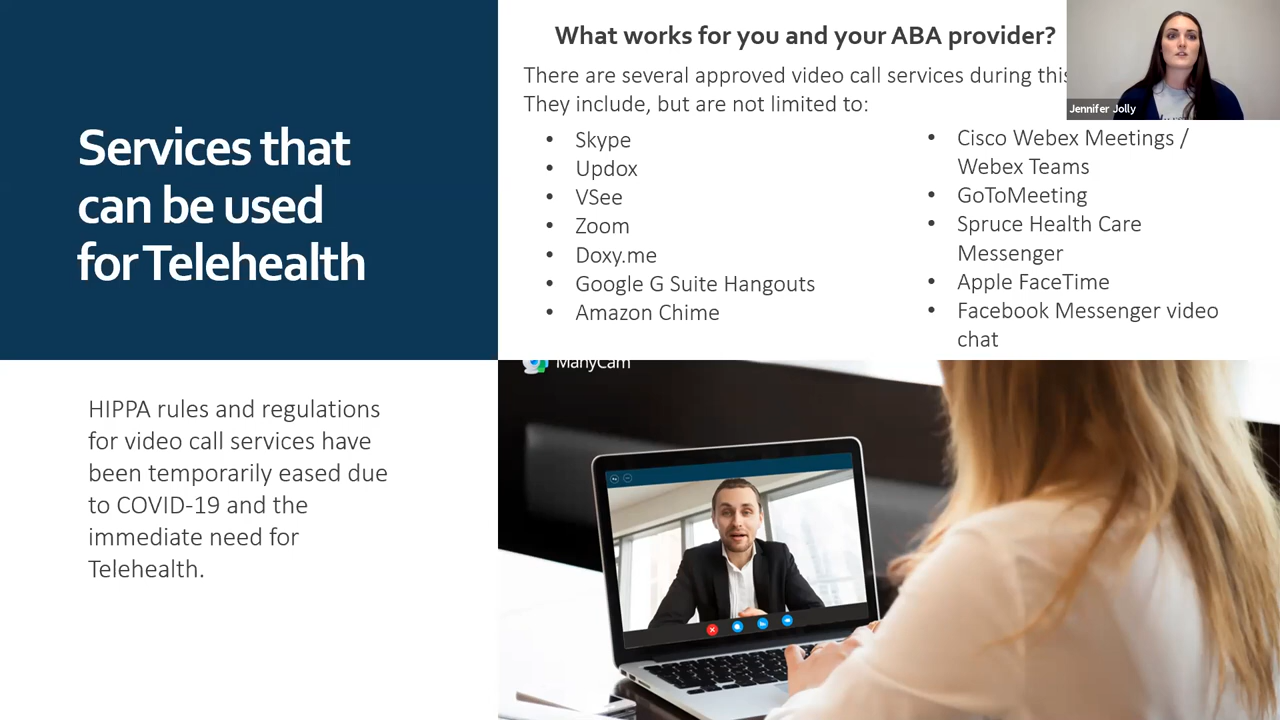 Services that
can be used
for Telehealth
What works for you and your ABA provider?
There are several approved video call services during this
They include, but are not limited to:
• Skype
• Updox
• VSee
• Zoom
• Doxy.me
• Google G Suite Hangouts
• Amazon Chime
• Cisco Webex Meetings /
Webex Teams
• GoToMeeting
• Spruce Health Care
Messenger
• Apple FaceTime
• Facebook Messenger video
chat
Jennifer Jolly
HIPPA rules and regulations
for video call services have
been temporarily eased due
to COVID-19 and the
immediate need for
Telehealth.
ManyCam